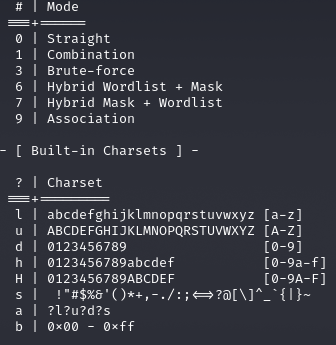 # | Mode
===+======
0 | Straight
1 | Combination
3 | Brute-force
6 | Hybrid Wordlist + Mask
7 | Hybrid Mask + Wordlist
9 | Association
- [ Built-in Charsets ] -
? | Charset
===+=========
l | abcdefghijklmnopqrstuvwxyz [a-z]
u | ABCDEFGHIJKLMNOPQRSTUVWXYZ [A-Z]
d | 0123456789 [0-9]
h | 0123456789abcdef [0-9a-f]
H | 0123456789ABCDEF [0-9A-F]
s | !"#$%&'()*+,-./:;<=>?@[\]^_`{|}~
a | ?l?u?d?s
b | 0x00 - 0xff